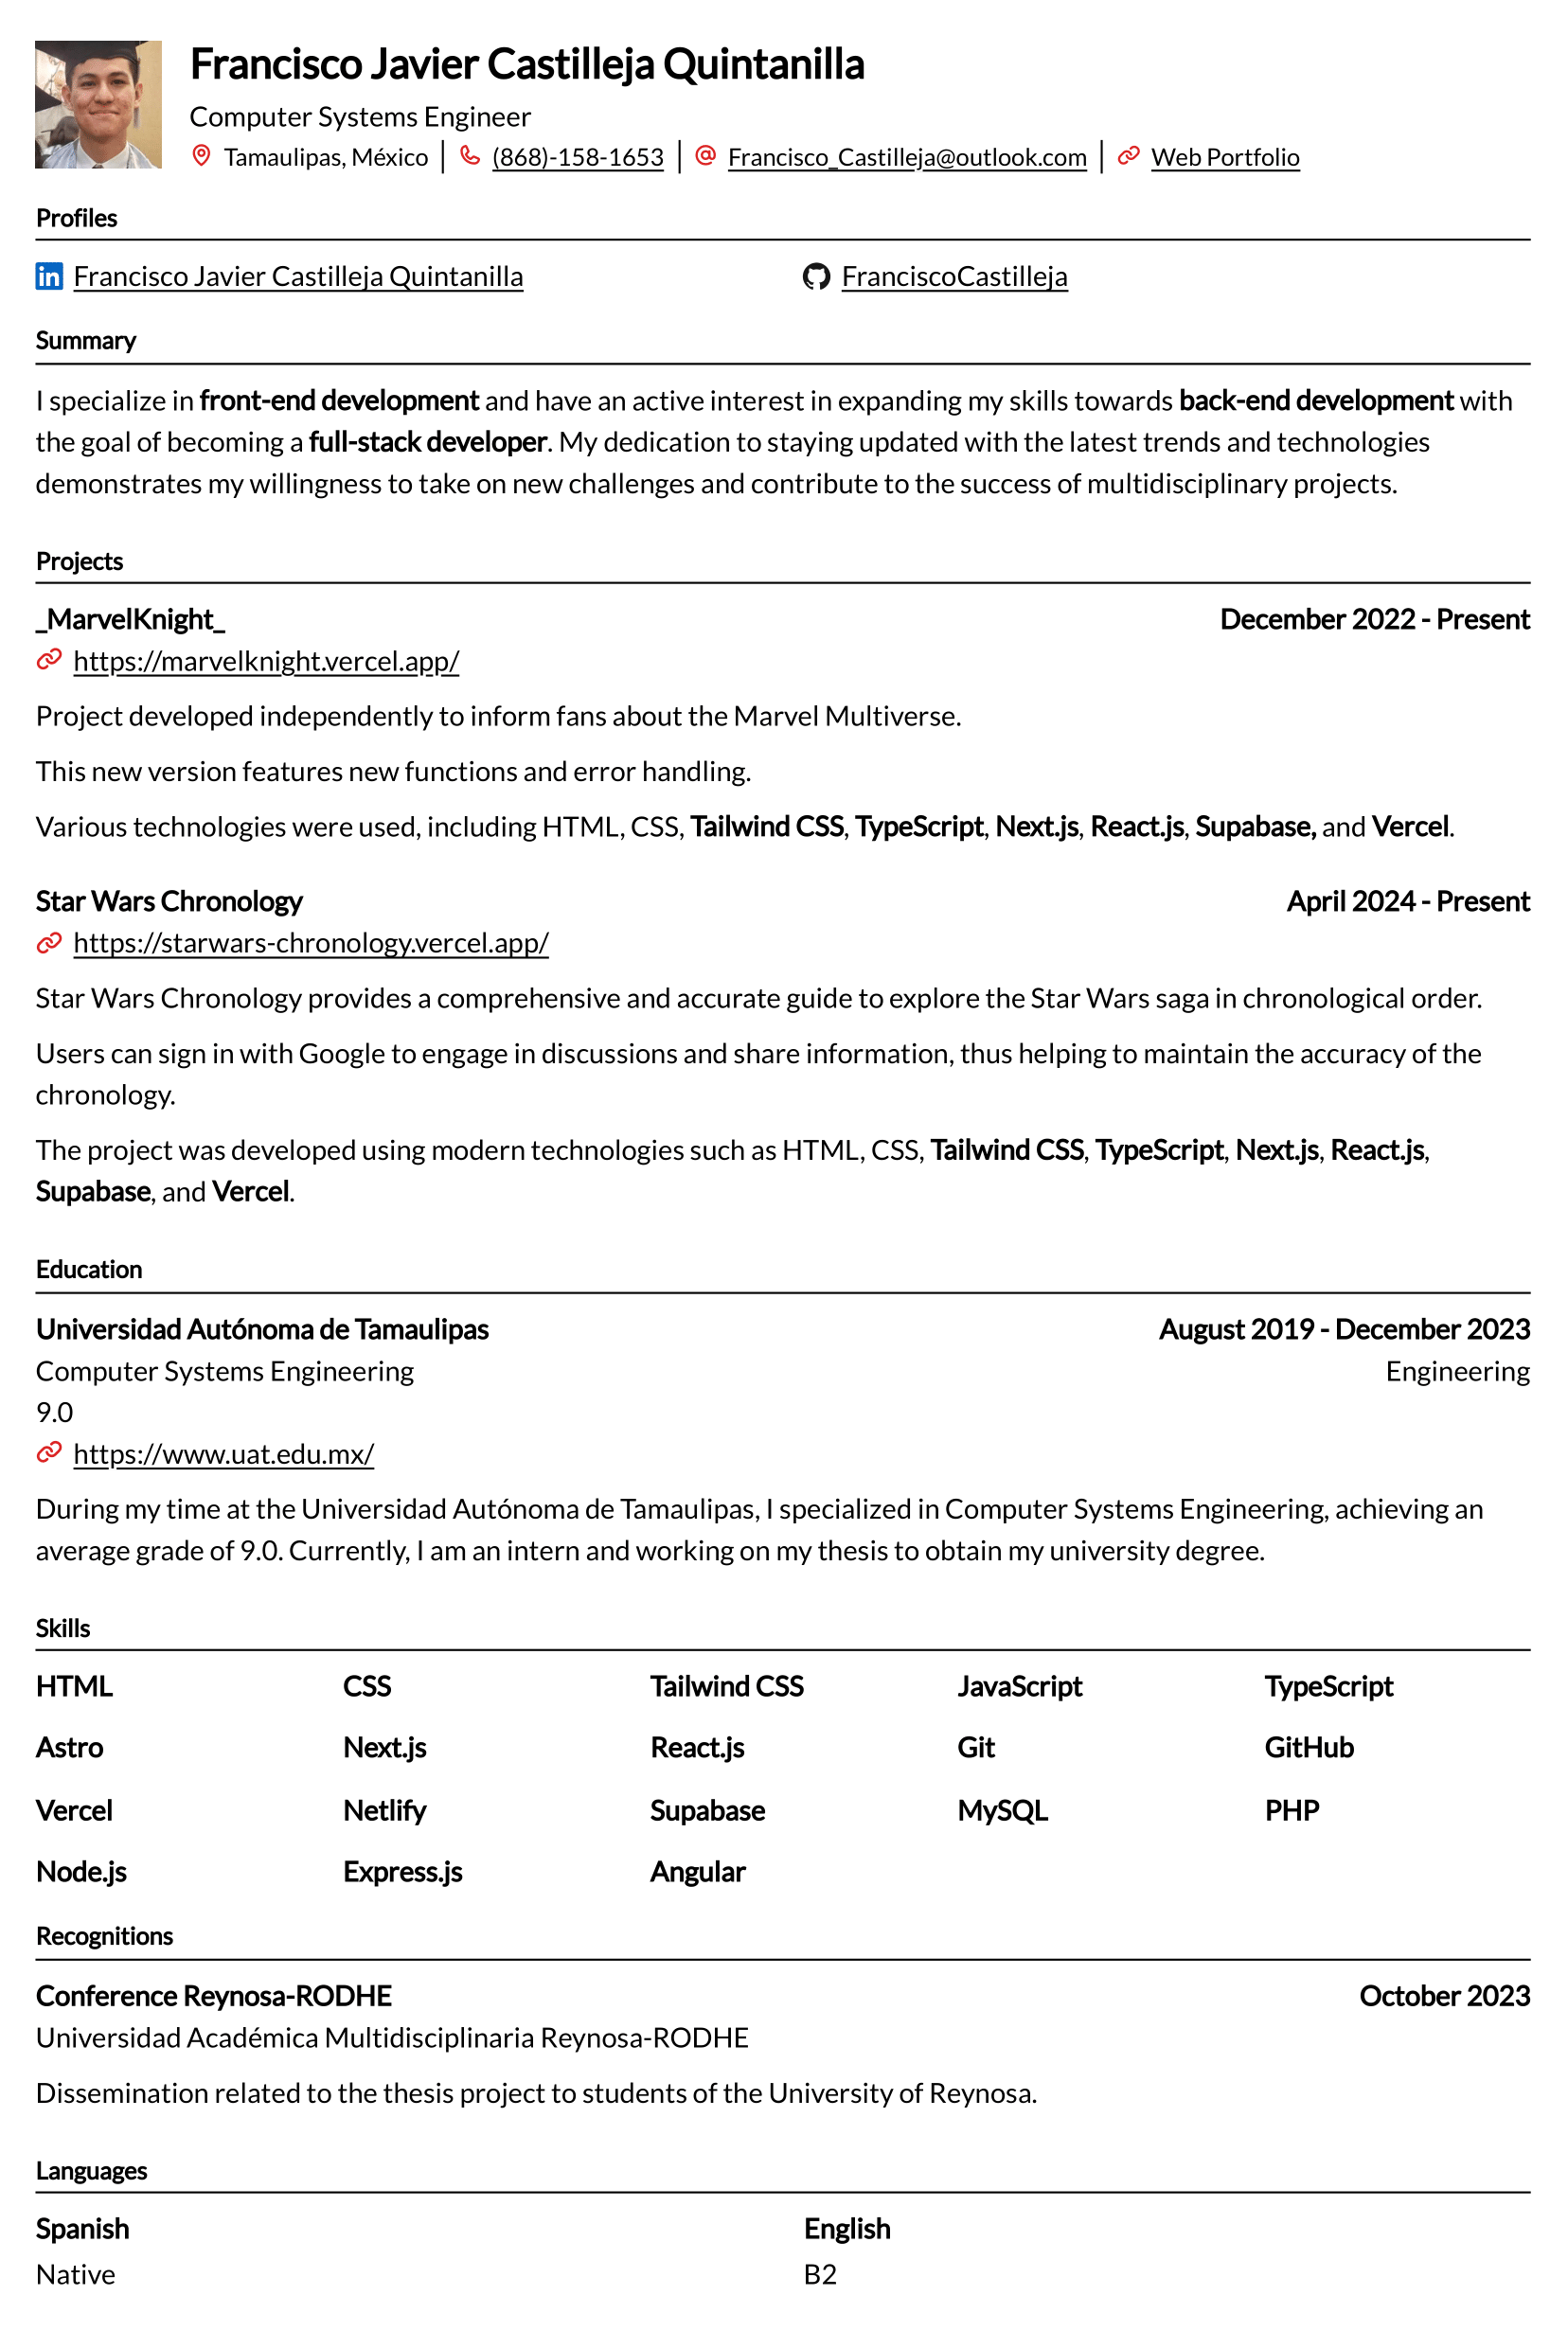 Francisco Javier Castilleja Quintanilla
Computer Systems Engineer
Tamaulipas, México | (868)-158-1653 | Francisco_Castilleja@outlook.com | Web Portfolio
Profiles
Francisco Javier Castilleja Quintanilla FranciscoCastilleja
Summary
I specialize in front-end development and have an active interest in expanding my skills towards back-end development with
the goal of becoming a full-stack developer. My dedication to staying updated with the latest trends and technologies
demonstrates my willingness to take on new challenges and contribute to the success of multidisciplinary projects.
Projects
_MarvelKnight_ December 2022 - Present
https://marvelknight.vercel.app/
Project developed independently to inform fans about the Marvel Multiverse.
This new version features new functions and error handling.
Various technologies were used, including HTML, CSS, Tailwind CSS, TypeScript, Next.js, React.js, Supabase, and Vercel.
Star Wars Chronology April 2024 - Present
https://starwars-chronology.vercel.app/
Star Wars Chronology provides a comprehensive and accurate guide to explore the Star Wars saga in chronological order.
Users can sign in with Google to engage in discussions and share information, thus helping to maintain the accuracy of the
chronology.
The project was developed using modern technologies such as HTML, CSS, Tailwind CSS, TypeScript, Next.js, React.js,
Supabase, and Vercel.
Education
Universidad Autónoma de Tamaulipas August 2019 - December 2023
Computer Systems Engineering Engineering
9.0
https://www.uat.edu.mx/
During my time at the Universidad Autónoma de Tamaulipas, I specialized in Computer Systems Engineering, achieving an
average grade of 9.0. Currently, I am an intern and working on my thesis to obtain my university degree.
Skills
HTML CSS Tailwind CSS JavaScript TypeScript
Astro Next.js React.js Git GitHub
Vercel Netlify Supabase MySQL PHP
Node.js Express.js Angular
Recognitions
Conference Reynosa-RODHE October 2023
Universidad Académica Multidisciplinaria Reynosa-RODHE
Dissemination related to the thesis project to students of the University of Reynosa.
Languages
Spanish English
Native B2